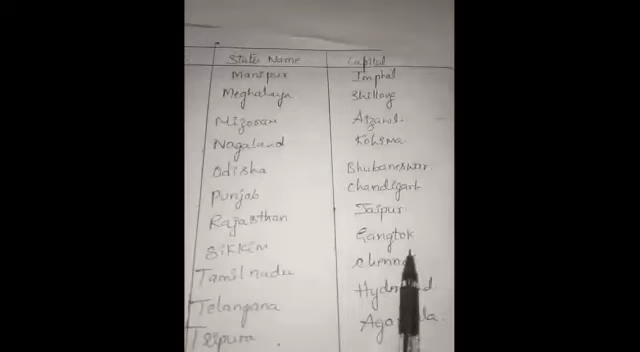 State Name Capital
Manipur Imphal
Meghalaya Shillong
Mizoram Aizawl.
Nagaland Kohima
Odisha Bhubaneswar
Punjab Chandigarh
Rajasthan Jaipur
Sikkim Gangtok
Tamil nadu
Telangana
Tripura